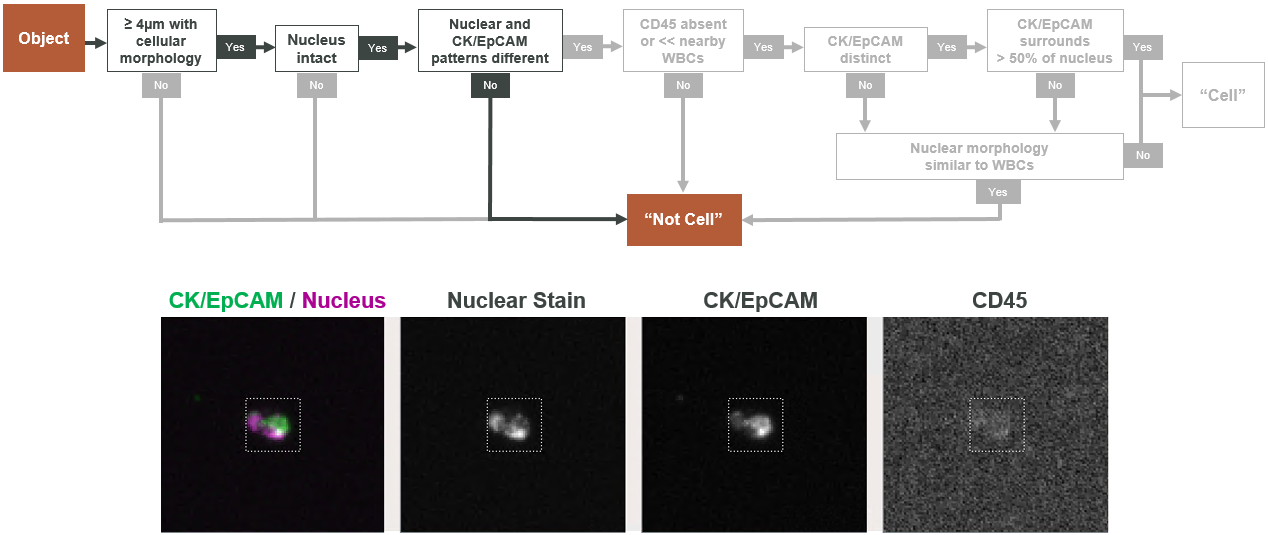 Object
≥ 4µm with
cellular
morphology
Yes
Nucleus
intact
Yes
Nuclear and
CK/EpCAM
patterns different
Yes
CD45 absent
or << nearby
WBCs
Yes
CK/EpCAM
distinct
Yes
CK/EpCAM
surrounds
> 50% of nucleus
Yes
No
No
No
No
No
No
“Cell”
Nuclear morphology
similar to WBCs
No
Yes
“Not Cell”
CK/EpCAM / Nucleus
Nuclear Stain
CK/EpCAM
CD45